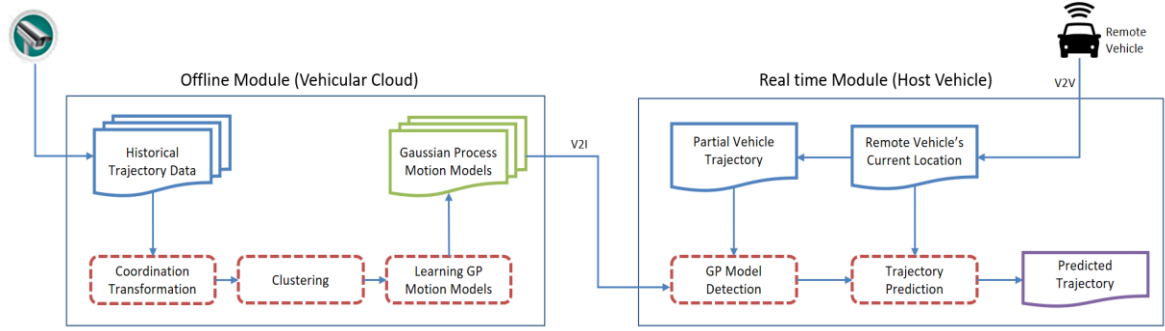 Remote
Vehicle
Offline Module (Vehicular Cloud)
Real time Module (Host Vehicle)
V2V
Historical
Trajectory Data
Gaussian Process
Motion Models
V2I
Partial Vehicle
Trajectory
Remote Vehicle's
Current Location
Coordination
Transformation
Clustering
Learning GP
Motion Models
GP Model
Detection
Trajectory
Prediction
Predicted
Trajectory